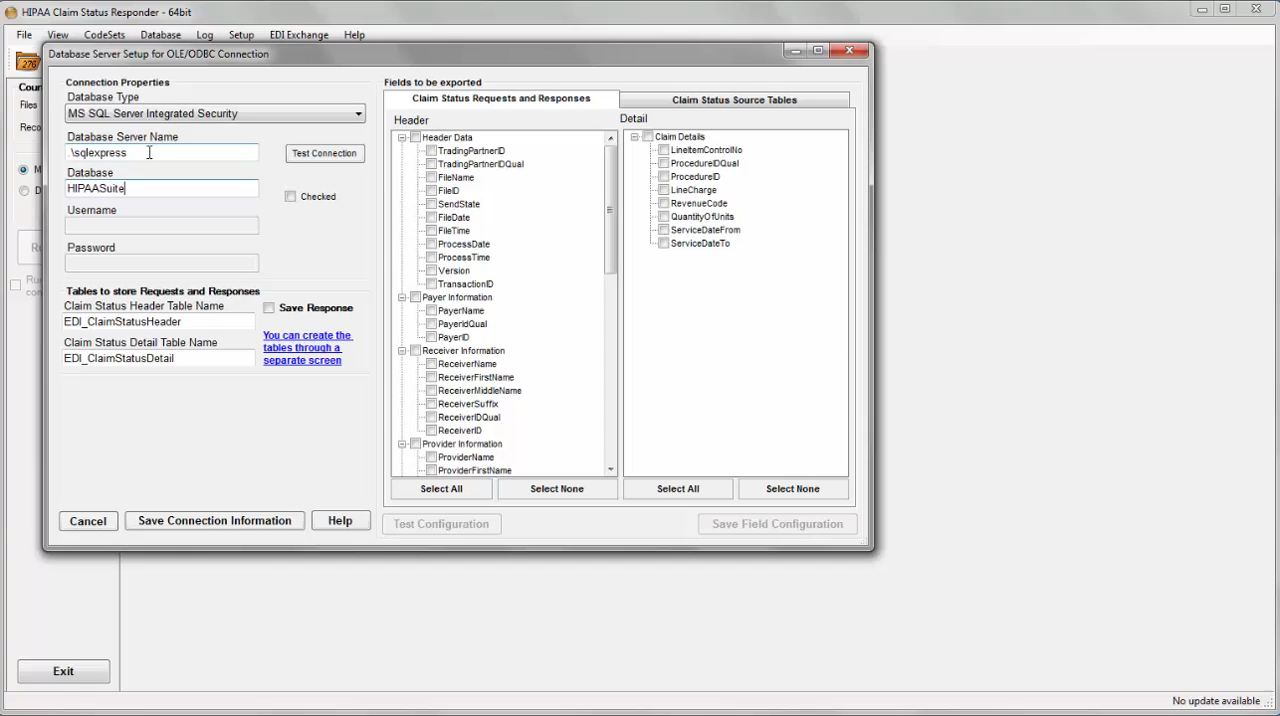 HIPAA Claim Status Responder - 64bit
File View CodeSets Database Log Setup EDI Exchange Help
276
Database Server Setup for OLE/ODBC Connection
Cour
Files
Reco
M
D
Ru
Ru
con
Connection Properties
Database Type
MS SQL Server Integrated Security
Database Server Name
.\sqlexpress
Test Connection
Database
HIPAASuite
Checked
Username
Password
Tables to store Requests and Responses
Claim Status Header Table Name
Save Response
EDI_ClaimStatusHeader
You can create the
tables through a
separate screen
Claim Status Detail Table Name
EDI_ClaimStatusDetail
Cancel
Save Connection Information
Help
Fields to be exported
Claim Status Requests and Responses
Claim Status Source Tables
Header
Header Data
TradingPartnerID
TradingPartnerIDQual
FileName
FileID
SendState
FileDate
FileTime
ProcessDate
ProcessTime
Version
TransactionID
Payer Information
PayerName
PayerIdQual
PayerID
Receiver Information
ReceiverName
ReceiverFirstName
ReceiverMiddleName
ReceiverSuffix
ReceiverIDQual
ReceiverID
Provider Information
ProviderName
ProviderFirstName
Select All
Select None
Detail
Claim Details
LineItemControlNo
ProcedureIDQual
ProcedureID
LineCharge
RevenueCode
QuantityOfUnits
ServiceDateFrom
ServiceDateTo
Select All
Select None
Test Configuration
Save Field Configuration
Exit
No update available